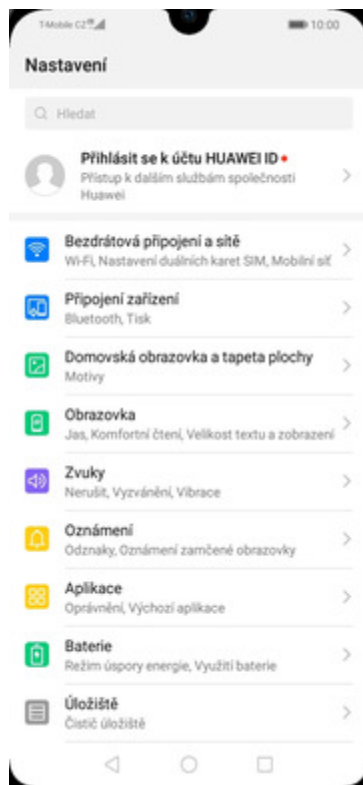 T-Mobile CZ
10:00
Nastavení
Hledat
Přihlásit se k účtu HUAWEI ID
Přístup k dalším službám společnosti
Huawei
Bezdrátová připojení a sítě
Wi-Fi, Nastavení duálních karet SIM, Mobilní síť
Připojení zařízení
Bluetooth, Tisk
Domovská obrazovka a tapeta plochy
Motivy
Obrazovka
Jas, Komfortní čtení, Velikost textu a zobrazení
Zvuky
Nerušit, Vyzvánění, Vibrace
Oznámení
Odznaky, Oznámení zamčené obrazovky
Aplikace
Oprávnění, Výchozí aplikace
Baterie
Režim úspory energie, Využití baterie
Úložiště
Čistič úložiště